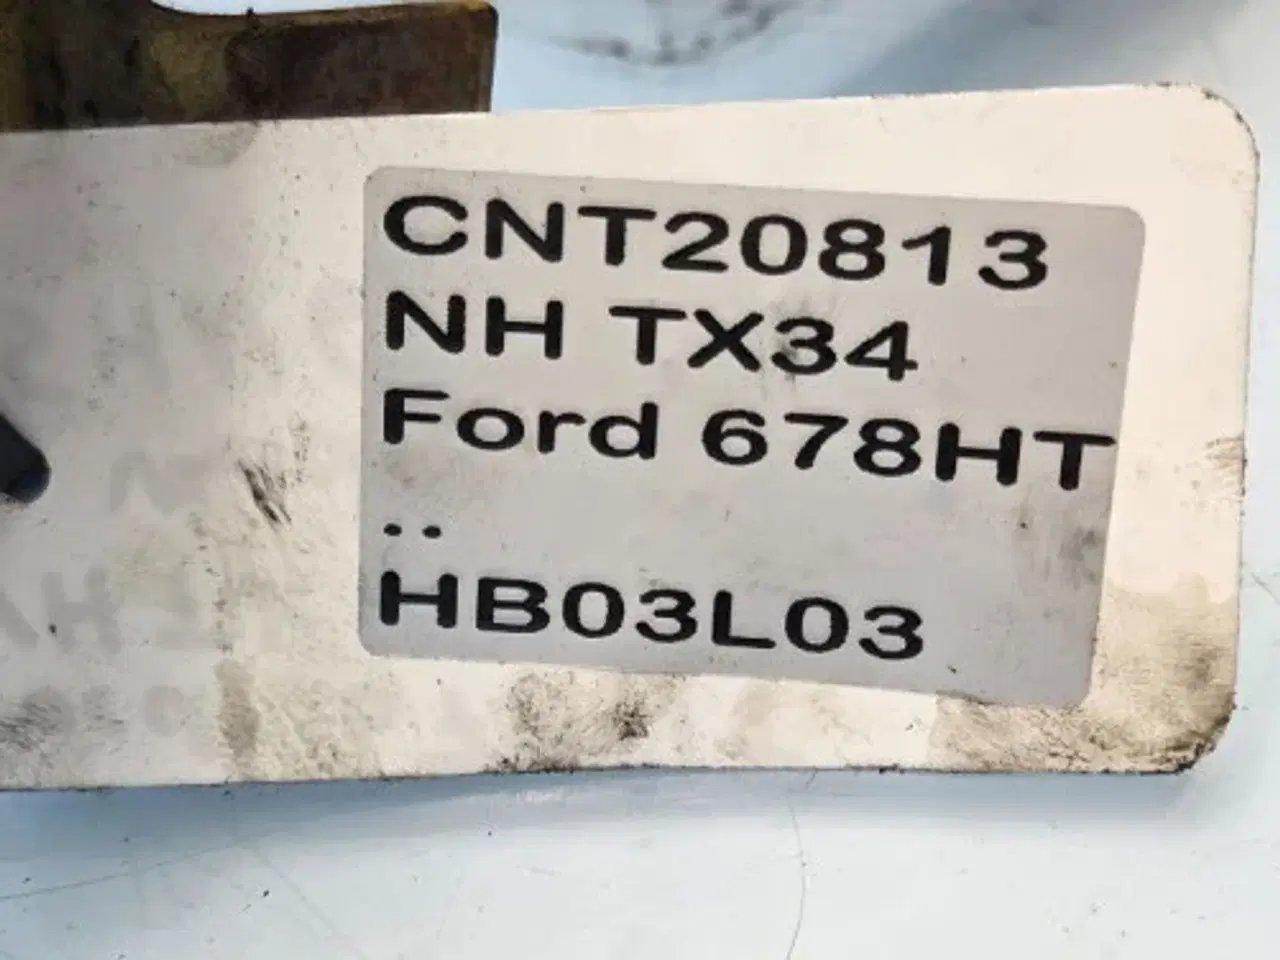 CNT20813
NH TX34
Ford 678HT
..
HB03L03